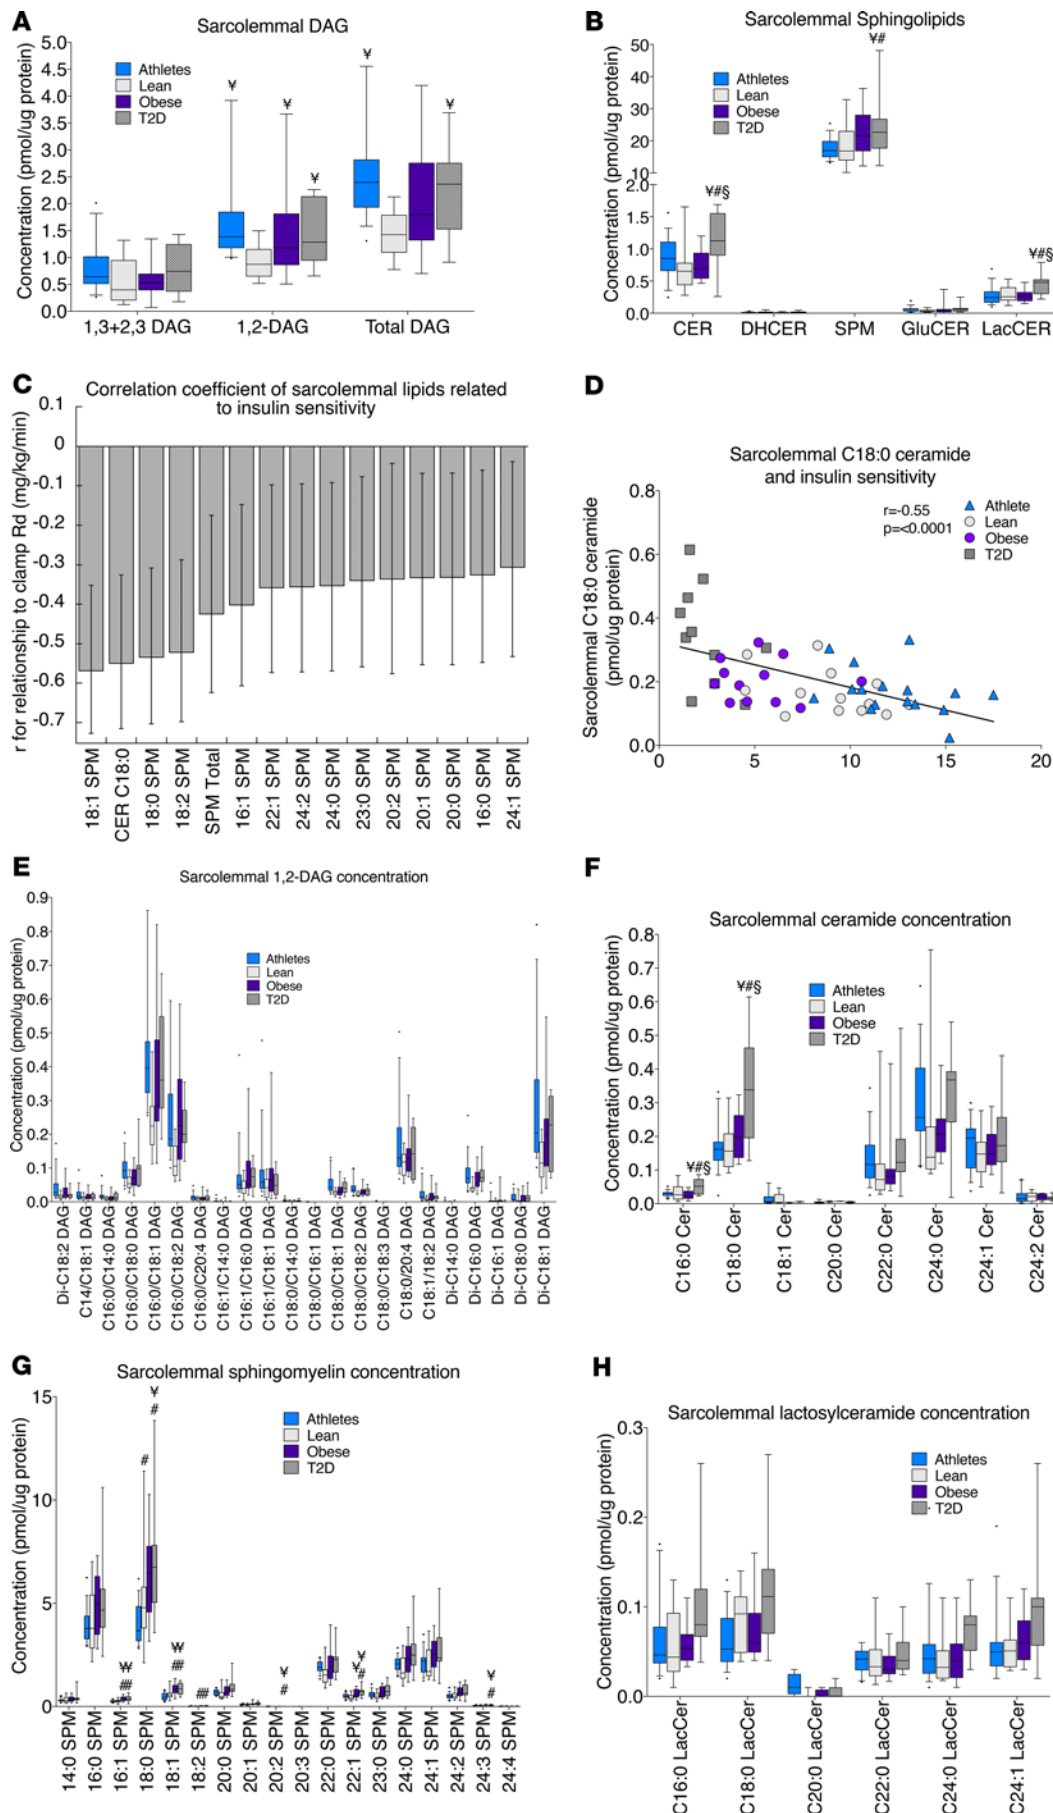 A
Sarcolemmal DAG
Concentration (pmol/ug protein)
5.0
4.5
4.0
3.5
3.0
2.5
2.0
1.5
1.0
0.5
0.0
Athletes
Lean
Obese
T2D
¥
¥
¥
¥
¥
1,3+2,3 DAG
1,2-DAG
Total DAG
B
Sarcolemmal Sphingolipids
Concentration (pmol/ug protein)
50
40
30
20
10
2.0
1.5
1.0
0.5
0.0
Athletes
Lean
Obese
T2D
¥#§
¥#
¥#§
CER
DHCER
SPM
GluCER
LacCER
C
Correlation coefficient of sarcolemmal lipids related
to insulin sensitivity
r for relationship to clamp Rd (mg/kg/min)
0.1
0
-0.1
-0.2
-0.3
-0.4
-0.5
-0.6
-0.7
18:1 SPM
CER C18:0
18:0 SPM
18:2 SPM
SPM Total
16:1 SPM
22:1 SPM
24:2 SPM
24:0 SPM
23:0 SPM
20:2 SPM
20:1 SPM
20:0 SPM
16:0 SPM
24:1 SPM
D
Sarcolemmal C18:0 ceramide
and insulin sensitivity
Sarcolemmal C18:0 ceramide
(pmol/ug protein)
0.8
0.6
0.4
0.2
0.0
r=-0.55
p=<0.0001
Athlete
Lean
Obese
T2D
0
5
10
15
20
E
Sarcolemmal 1,2-DAG concentration
Concentration (pmol/ug protein)
0.9
0.8
0.7
0.6
0.5
0.4
0.3
0.2
0.1
0.0
Athletes
Lean
Obese
T2D
Di-C18:2 DAG
C14/C18:1 DAG
C16:0/C14:0 DAG
C16:0/C18:0 DAG
C16:0/C18:1 DAG
C16:0/C18:2 DAG
C16:0/C20:4 DAG
C16:1/C14:0 DAG
C16:1/C16:0 DAG
C16:1/C18:1 DAG
C18:0/C14:0 DAG
C18:0/C16:1 DAG
C18:0/C18:1 DAG
C18:0/C18:2 DAG
C18:0/C18:3 DAG
C18:0/20:4 DAG
C18:1/18:2 DAG
Di-C14:0 DAG
Di-C16:0 DAG
Di-C16:1 DAG
Di-C18:0 DAG
Di-C18:1 DAG
F
Sarcolemmal ceramide concentration
Concentration (pmol/ug protein)
0.8
0.7
0.6
0.5
0.4
0.3
0.2
0.1
0.0
Athletes
Lean
Obese
T2D
¥#§
¥#§
C16:0 Cer
C18:0 Cer
C18:1 Cer
C20:0 Cer
C22:0 Cer
C24:0 Cer
C24:1 Cer
C24:2 Cer
G
Sarcolemmal sphingomyelin concentration
Concentration (pmol/ug protein)
15
10
5
0
Athletes
Lean
Obese
T2D
¥¥
##
#
¥
#
¥¥
##
##
¥
#
¥
¥
#
¥
#
14:0 SPM
16:0 SPM
16:1 SPM
18:0 SPM
18:1 SPM
18:2 SPM
20:0 SPM
20:1 SPM
20:2 SPM
20:3 SPM
22:0 SPM
22:1 SPM
23:0 SPM
24:0 SPM
24:1 SPM
24:2 SPM
24:3 SPM
24:4 SPM
H
Sarcolemmal lactosylceramide concentration
Concentration (pmol/ug protein)
0.3
0.2
0.1
0.0
Athletes
Lean
Obese
T2D
C16:0 LacCer
C18:0 LacCer
C20:0 LacCer
C22:0 LacCer
C24:0 LacCer
C24:1 LacCer